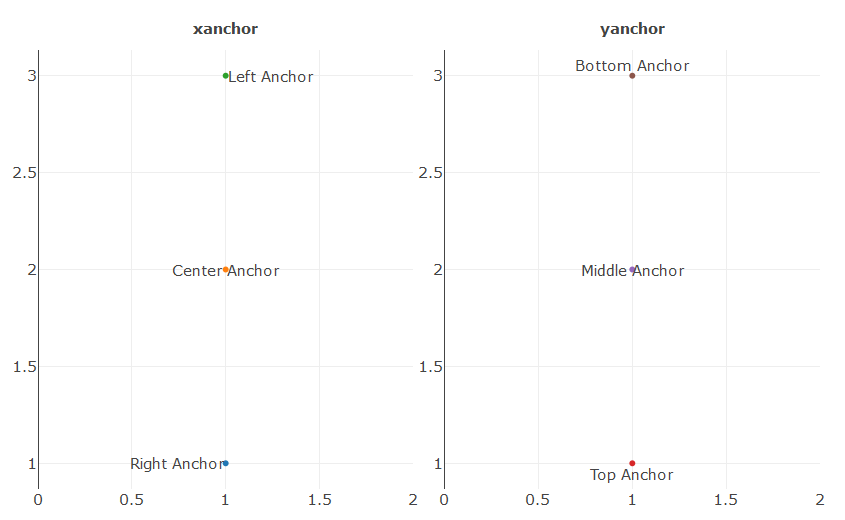 xanchor
3
Left Anchor
2.5
2
Center Anchor
1.5
1
Right Anchor
0
0.5
1
1.5
2
yanchor
Bottom Anchor
3
2.5
2
Middle Anchor
1.5
1
Top Anchor
0
0.5
1
1.5
2